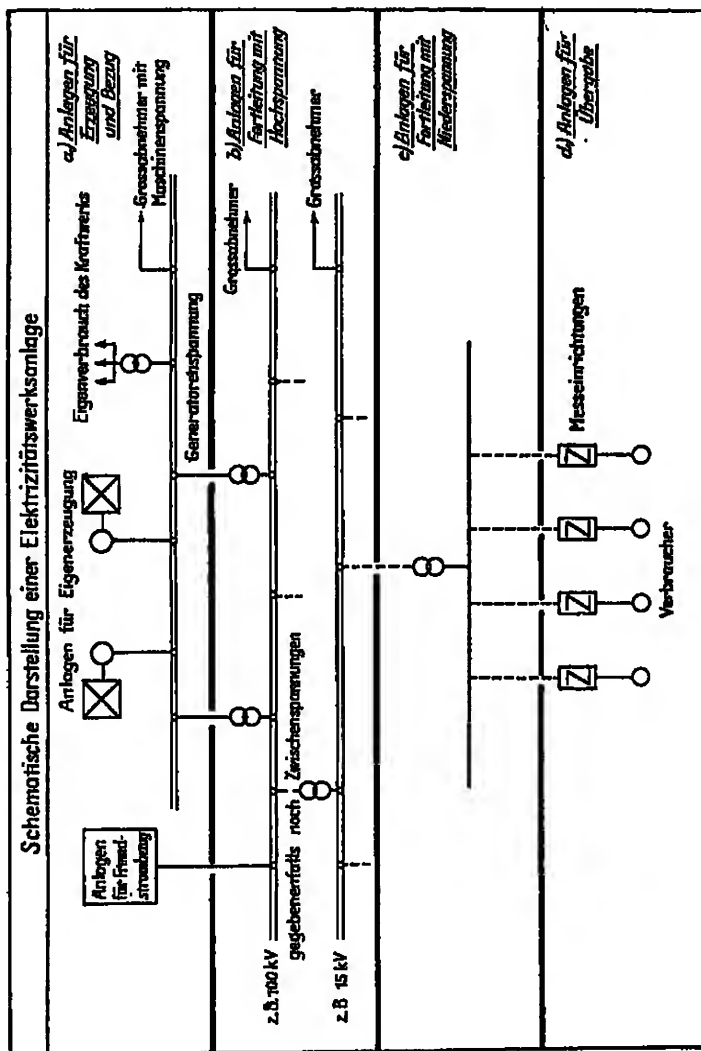 Schematische Darstellung einer Elektrizitätswerksanlage
a.) Anlagen für
Erzeugung
und Bezug
Anlagen für Eigenerzeugung
Eigenverbrauch des Kraftwerks
Grossabnehmer mit
Maschinenspannung
Anlagen
für Fremd-
strombezug
Generatorenspannung
b) Anlagen für
Fortleitung mit
Hochspannung
Grossabnehmer
z.B. 100 kV
gegebenenfalls noch Zwischenspannungen
Grossabnehmer
z.B 15 kV
c) Anlagen für
Fortleitung mit
Niederspannung
d.) Anlagen für
Übergabe
Messeinrichtungen
Verbraucher